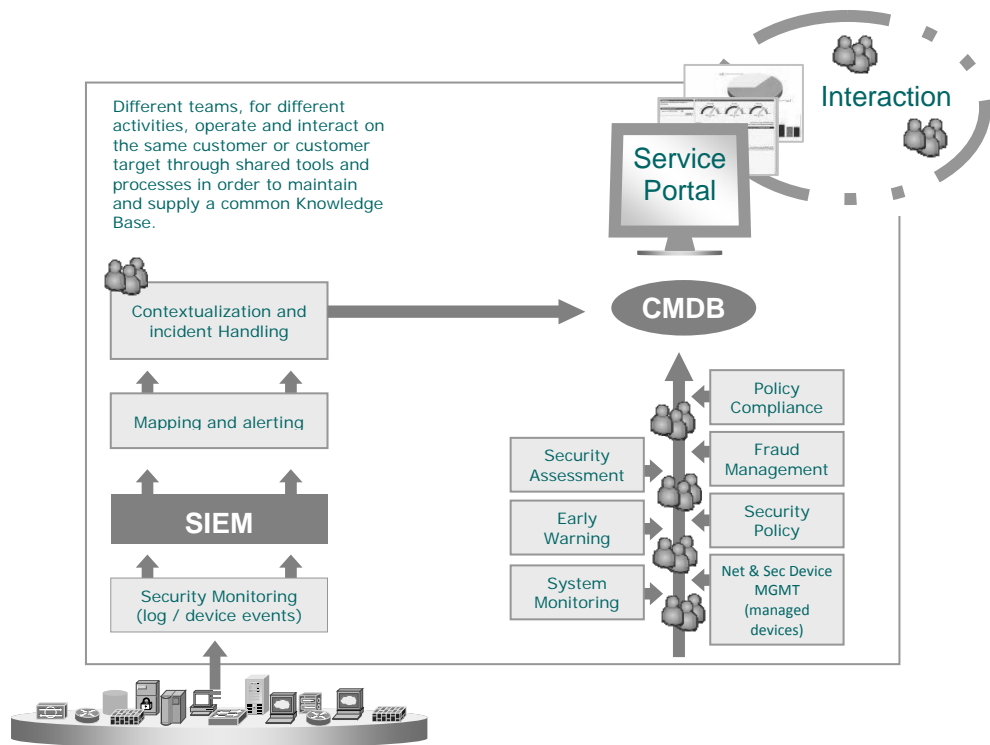 Different teams, for different
activities, operate and interact on
the same customer or customer
target through shared tools and
processes in order to maintain
and supply a common Knowledge
Base.
Interaction
Service
Portal
Contextualization and
incident Handling
CMDB
Mapping and alerting
SIEM
Security Monitoring
(log / device events)
Security
Assessment
Early
Warning
System
Monitoring
Policy
Compliance
Fraud
Management
Security
Policy
Net & Sec Device
MGMT
(managed
devices)